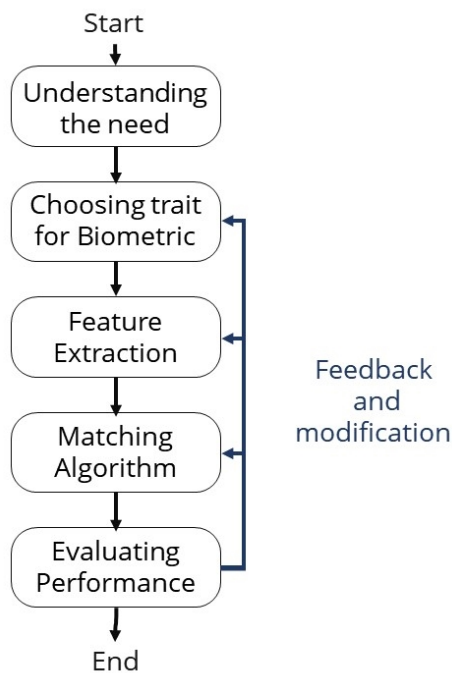 Start
Understanding
the need
Choosing trait
for Biometric
Feature
Extraction
Matching
Algorithm
Evaluating
Performance
End
Feedback
and
modification